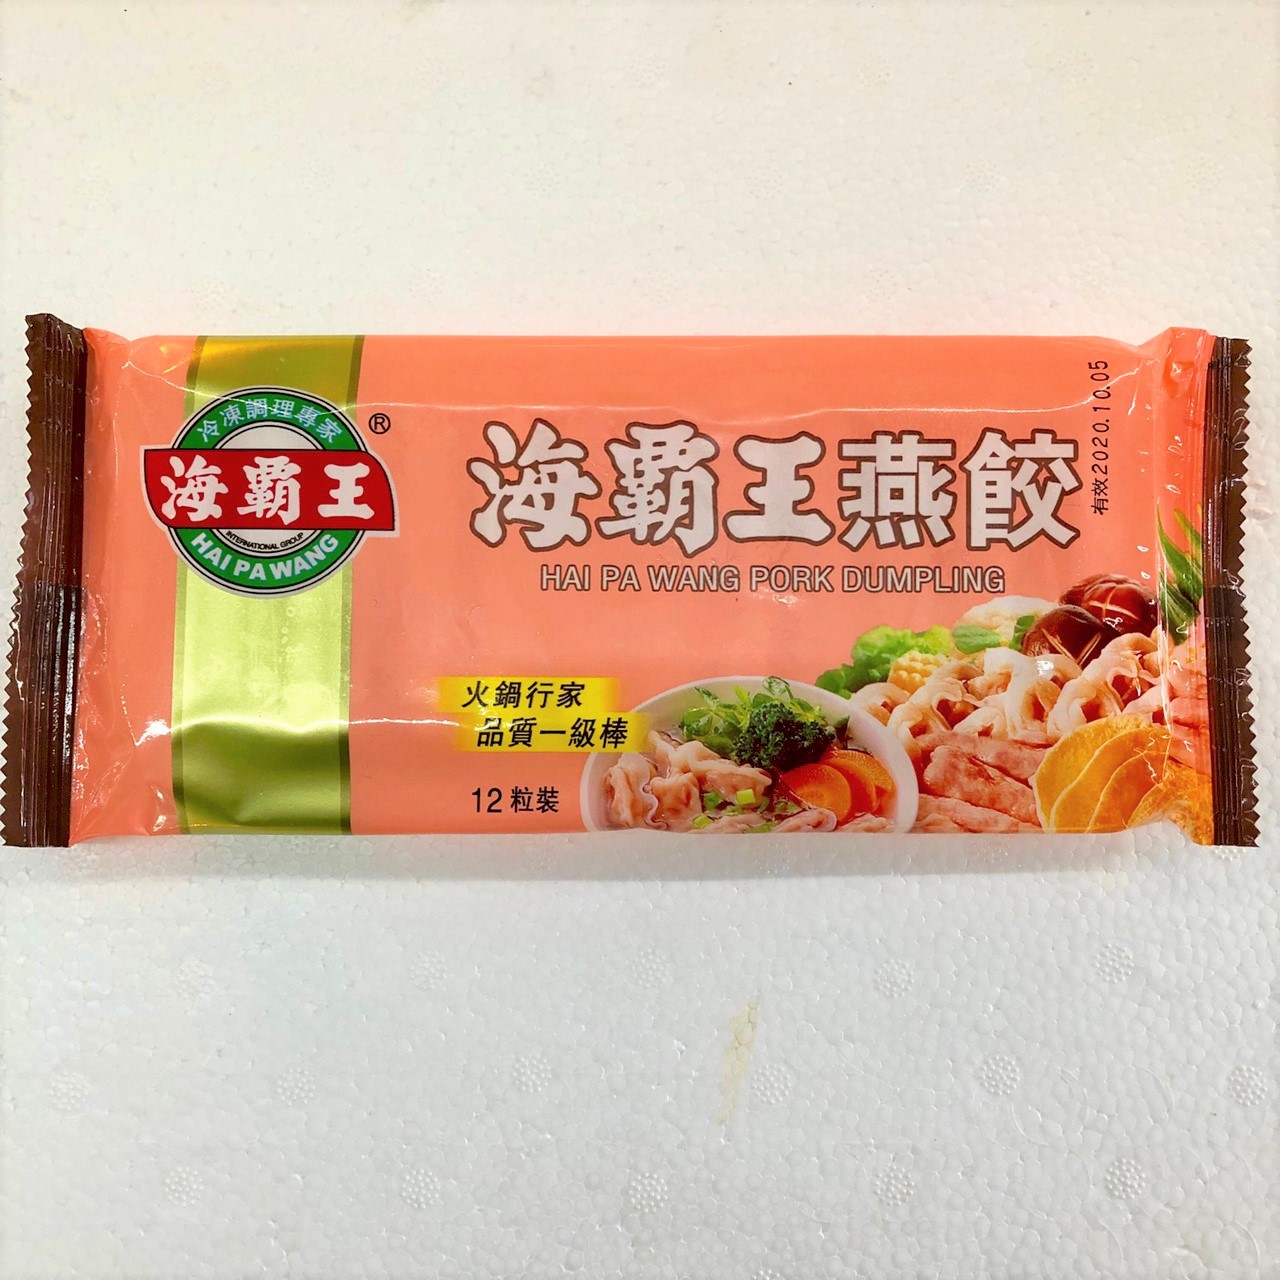 冷凍調理專家
海霸王
INTERNATIONAL GROUP
HAI PA WANG
®
海霸王燕餃
HAI PA WANG PORK DUMPLING
有效2020.10.05
火鍋行家
品質一級棒
12粒裝